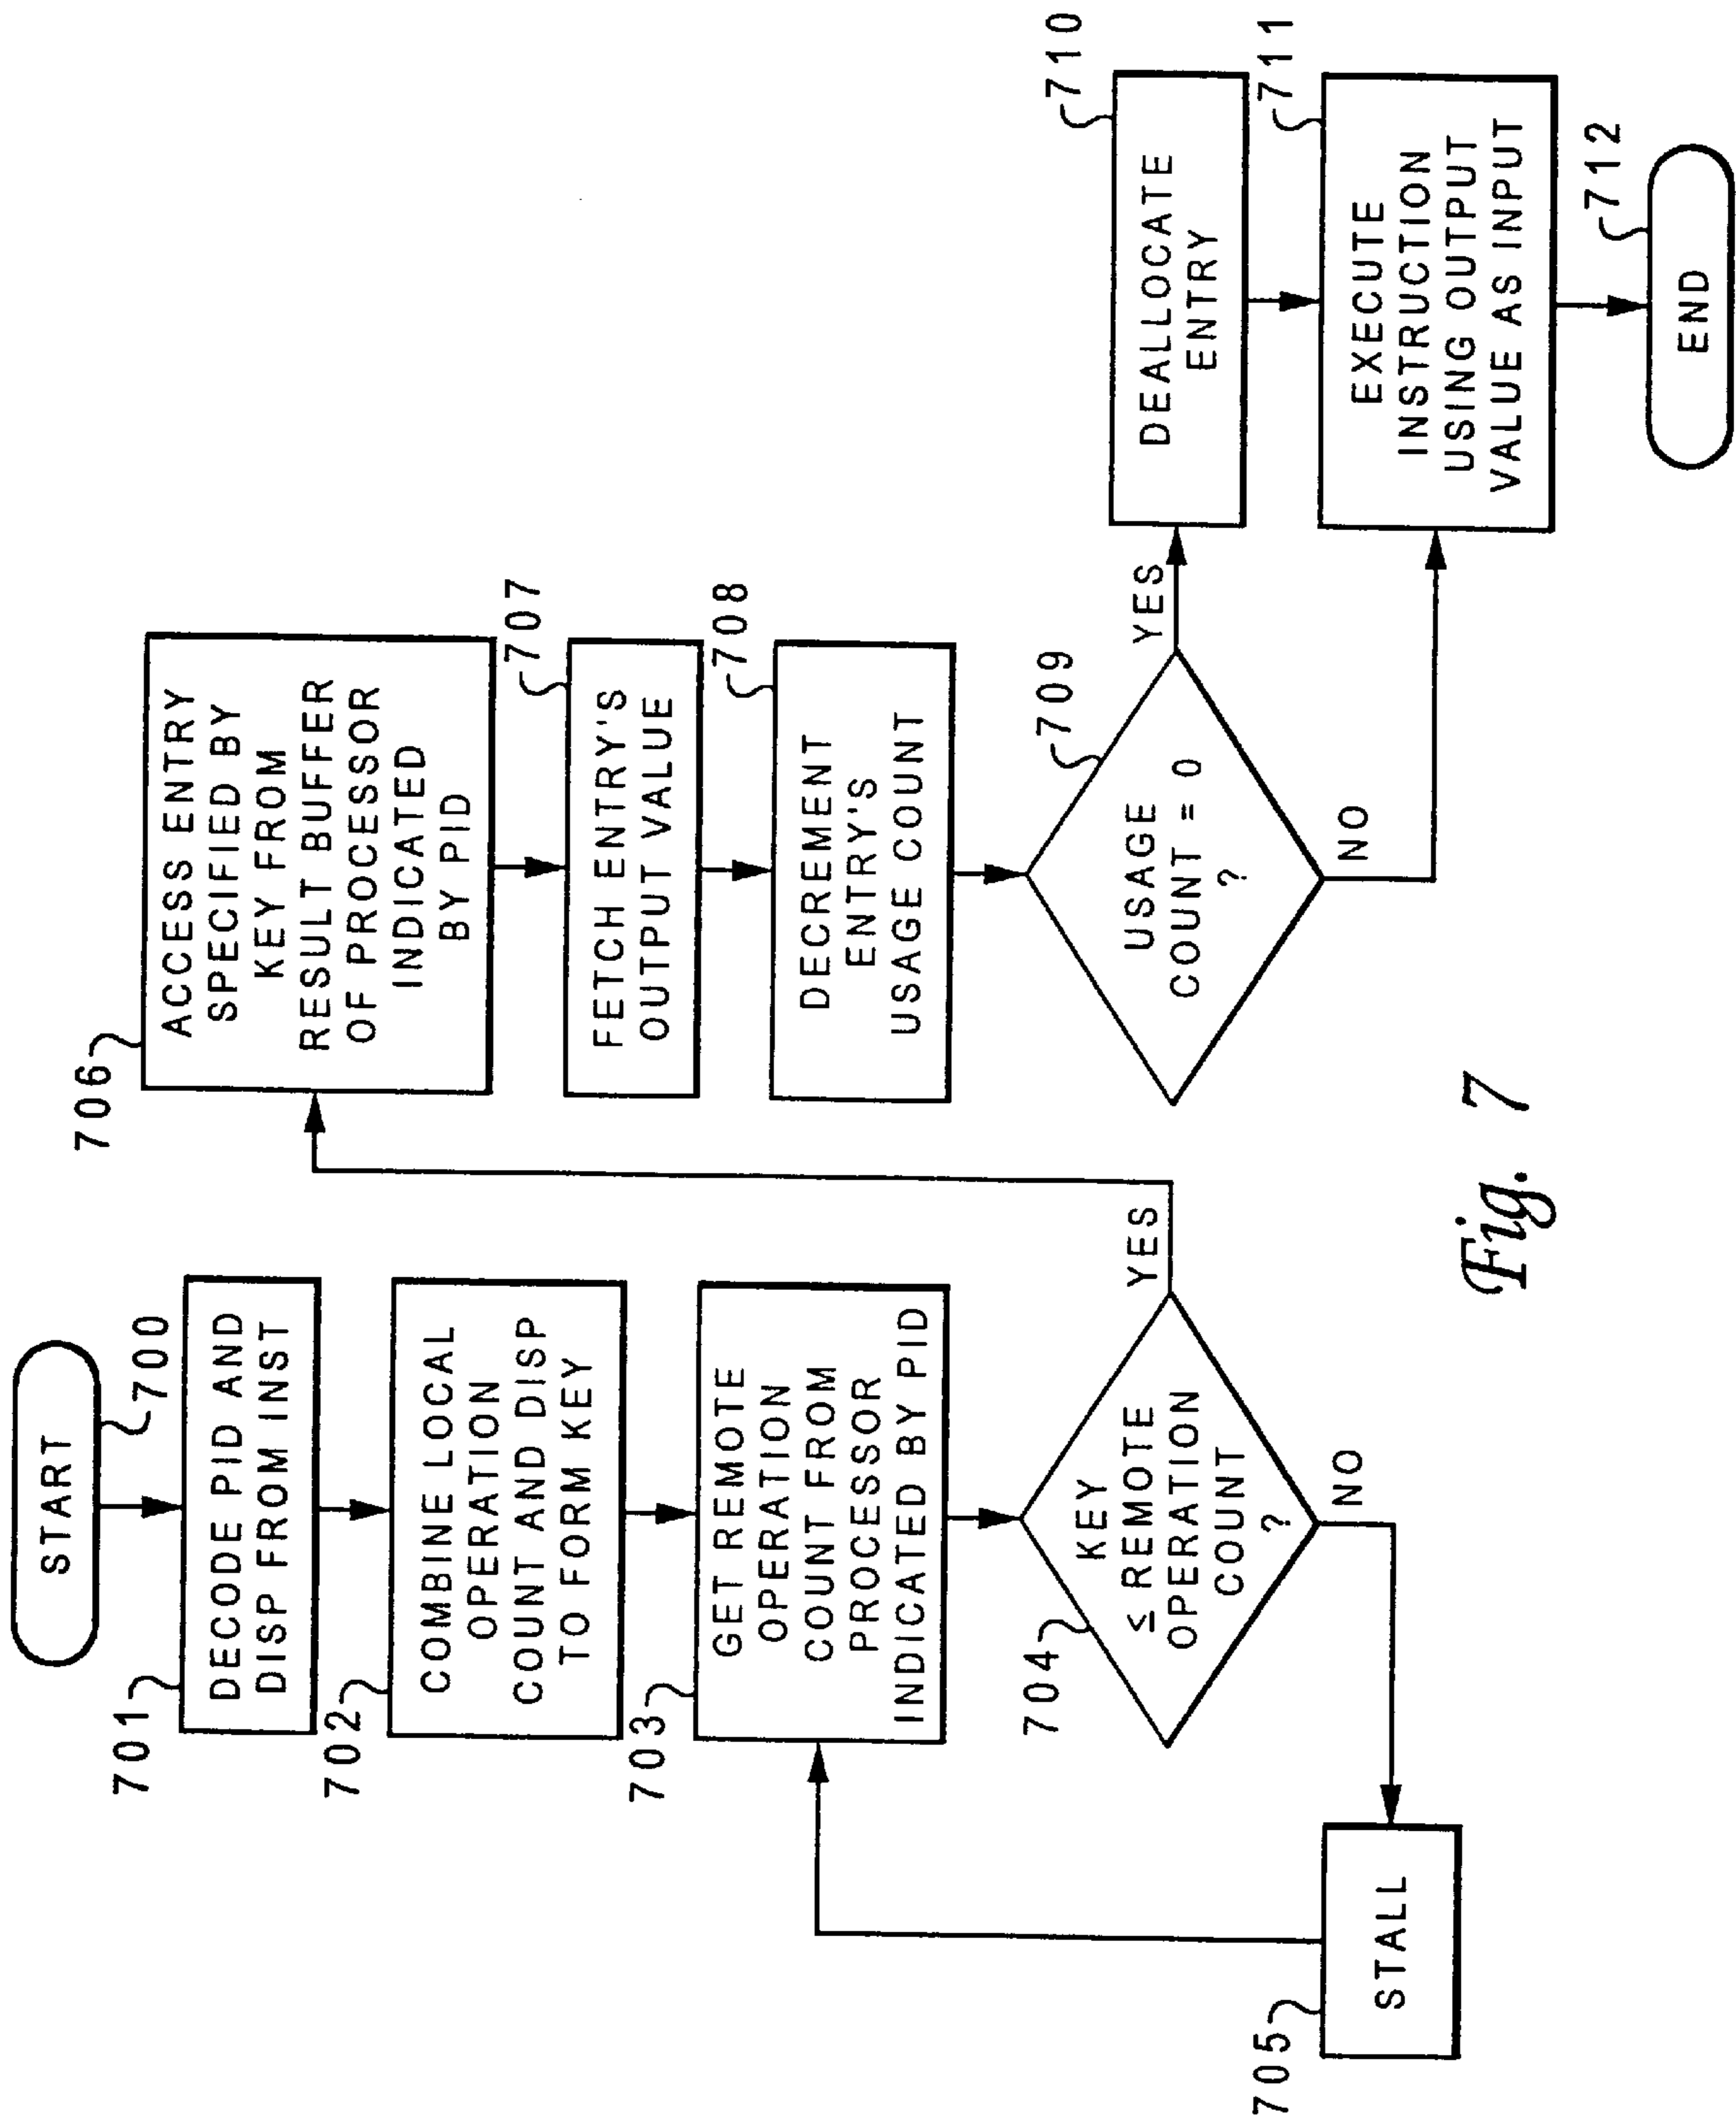 START
700
701
DECODE PID AND
DISP FROM INST
702
COMBINE LOCAL
OPERATION
COUNT AND DISP
TO FORM KEY
703
GET REMOTE
OPERATION
COUNT FROM
PROCESSOR
INDICATED BY PID
704
KEY
≤ REMOTE
OPERATION
COUNT
?
YES
NO
705
STALL
706
ACCESS ENTRY
SPECIFIED BY
KEY FROM
RESULT BUFFER
OF PROCESSOR
INDICATED
BY PID
707
FETCH ENTRY'S
OUTPUT VALUE
708
DECREMENT
ENTRY'S
USAGE COUNT
709
USAGE
COUNT = 0
?
YES
NO
710
DEALLOCATE
ENTRY
711
EXECUTE
INSTRUCTION
USING OUTPUT
VALUE AS INPUT
712
END
Fig. 7